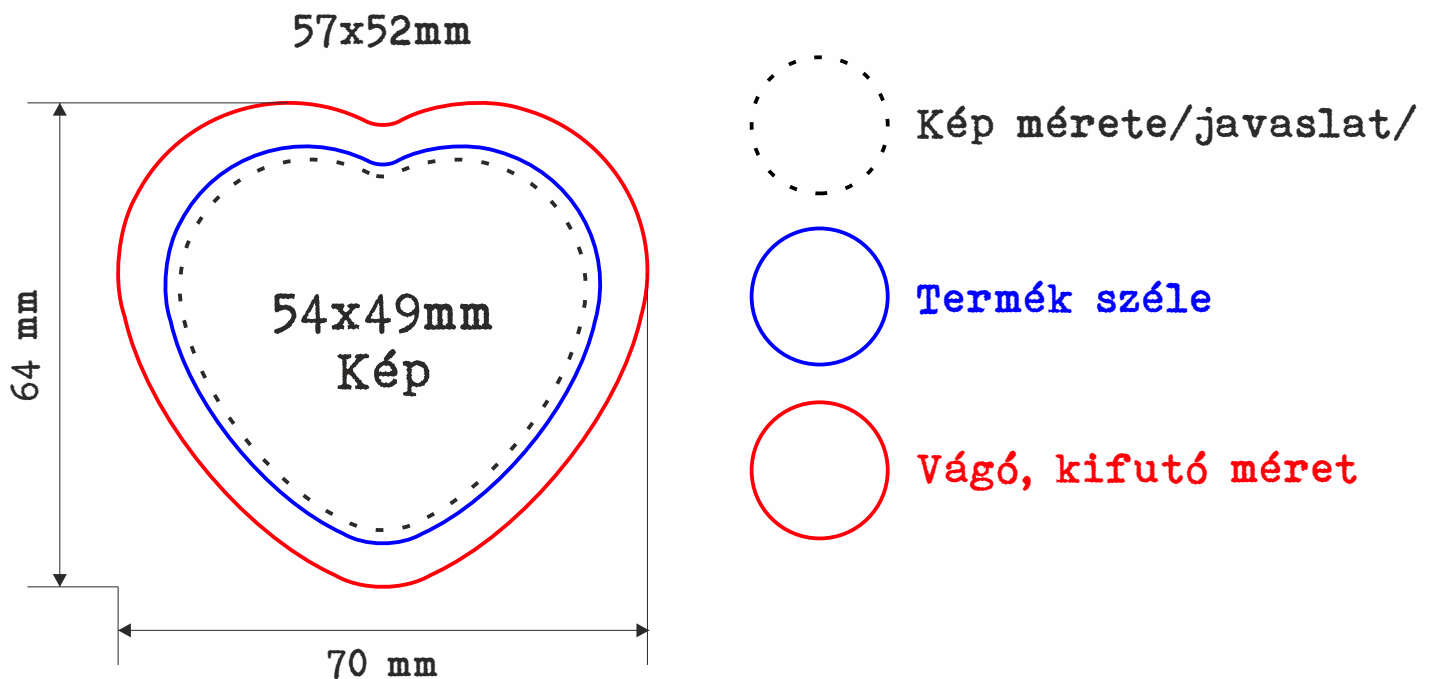 57x52mm
Kép mérete/javaslat/
64 mm
54x49mm
Kép
Termék széle
Vágó, kifutó méret
70 mm